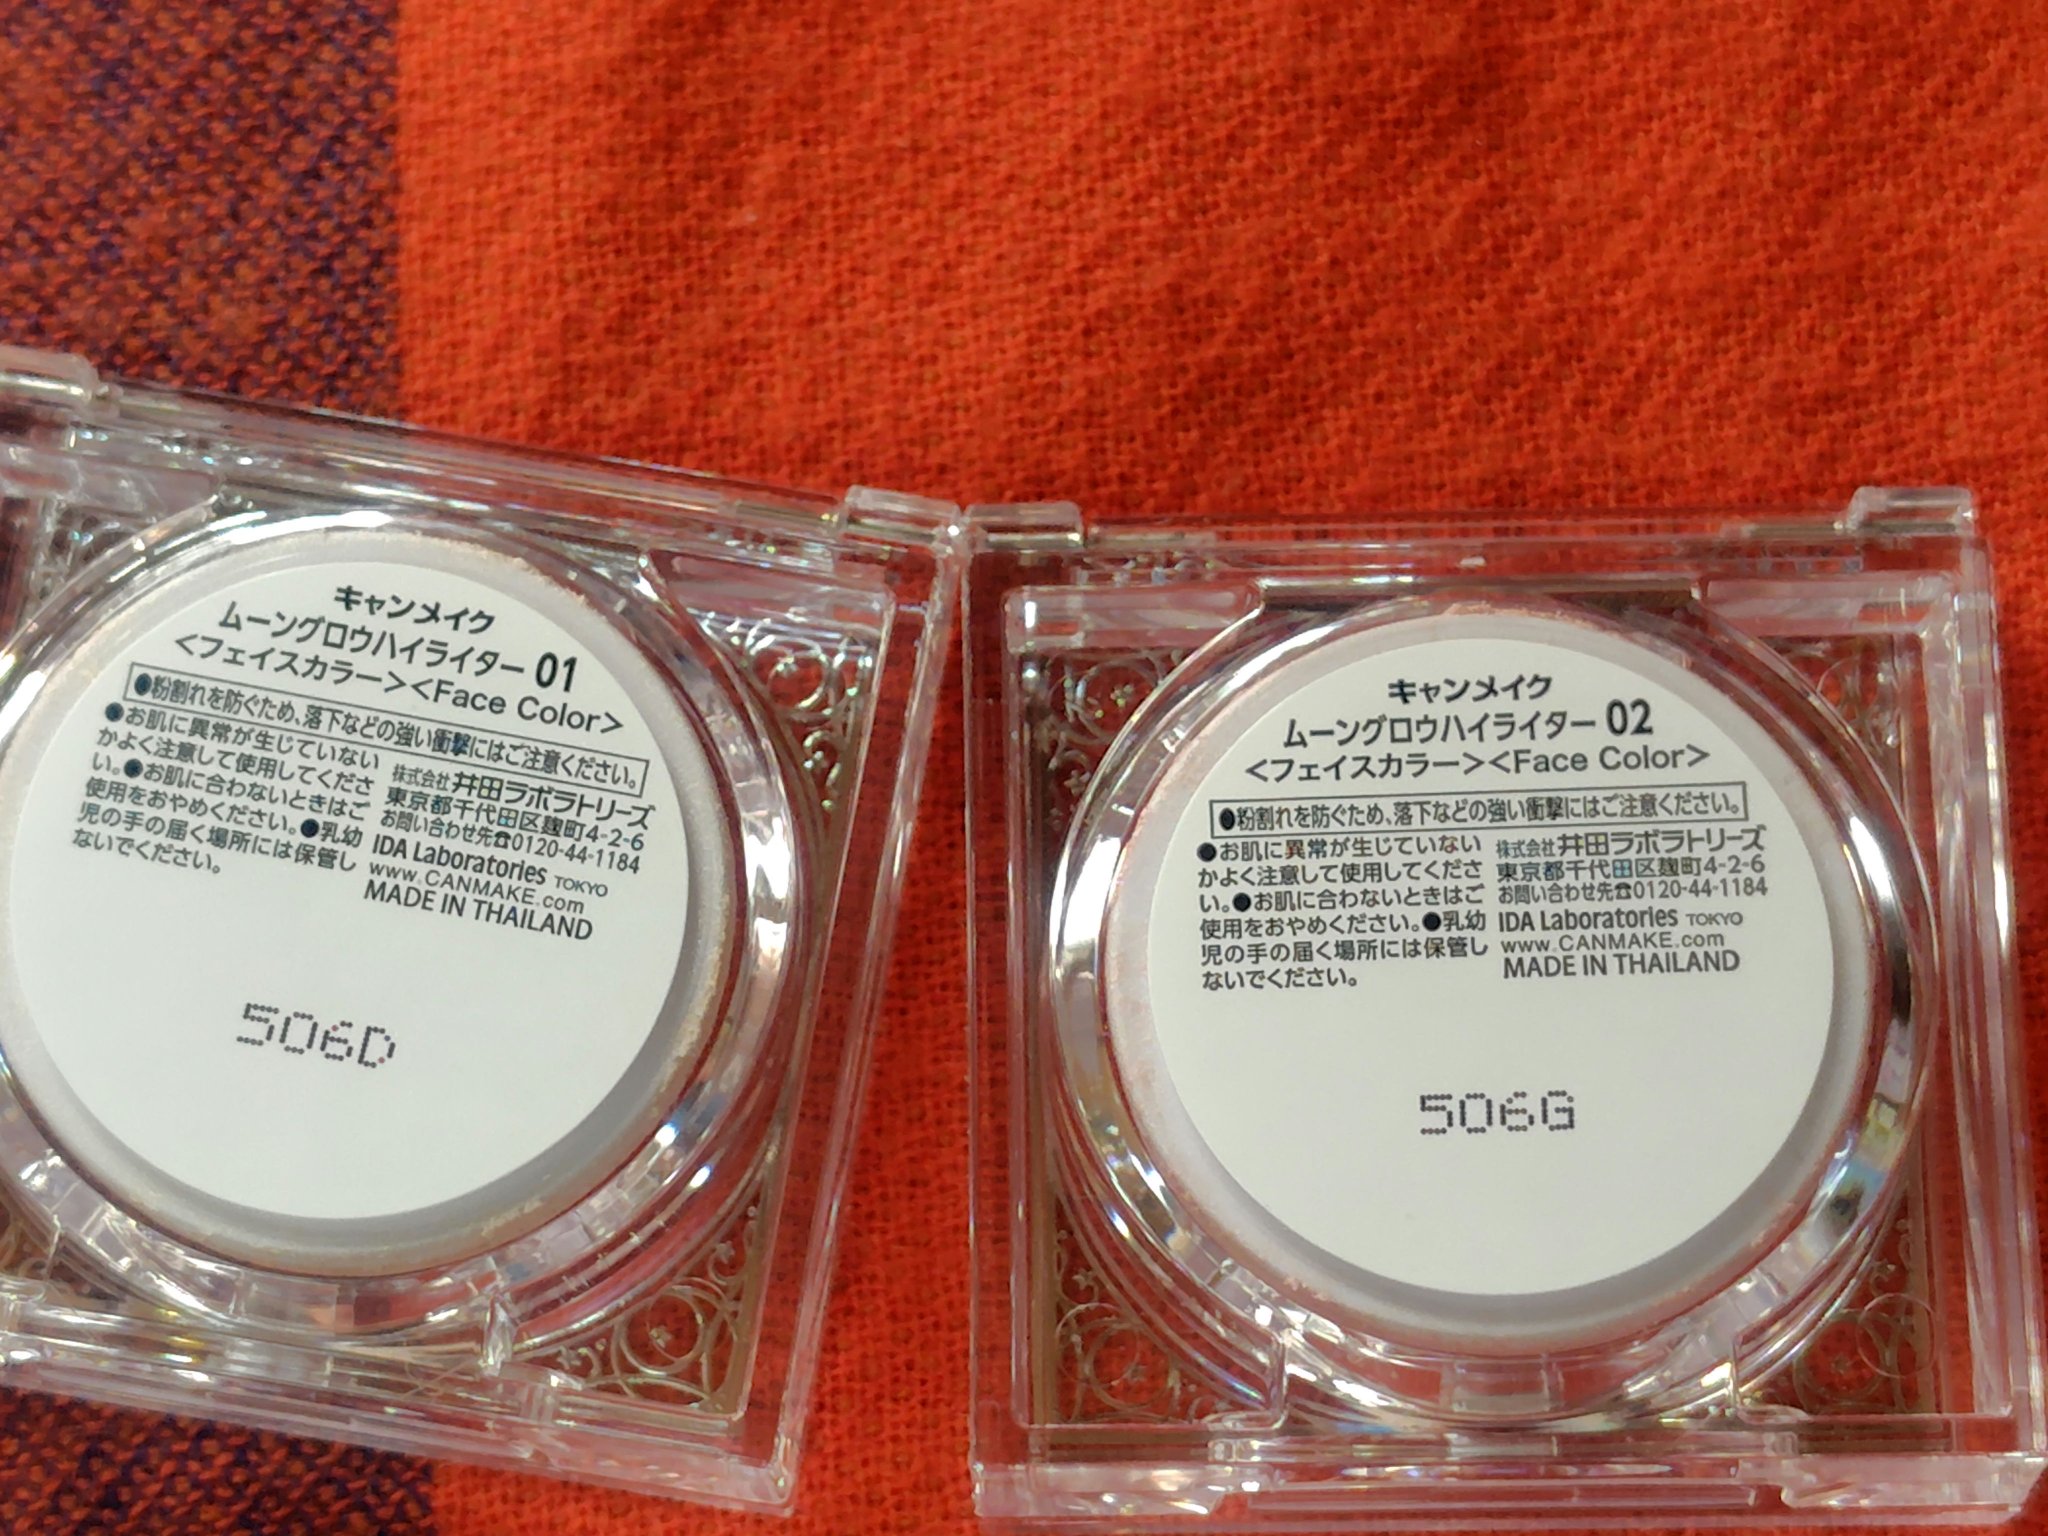 キャンメイク
ムーングロウハイライター 01
<フェイスカラー><Face Color>
●粉割れを防ぐため、落下などの強い衝撃にはご注意ください。
●お肌に異常が生じていない
かよく注意して使用してくださ
い。●お肌に合わないときはご
使用をおやめください。●乳幼
児の手の届く場所には保管し
ないでください。
株式会社 井田ラボラトリーズ
東京都千代田区麹町4-2-6
お問い合わせ先☎0120-44-1184
IDA Laboratories TOKYO
www.CANMAKE.com
MADE IN THAILAND
506D
キャンメイク
ムーングロウハイライター 02
<フェイスカラー><Face Color>
●粉割れを防ぐため、落下などの強い衝撃にはご注意ください。
●お肌に異常が生じていない
かよく注意して使用してくださ
い。●お肌に合わないときはご
使用をおやめください。●乳幼
児の手の届く場所には保管し
ないでください。
株式会社 井田ラボラトリーズ
東京都千代田区麹町4-2-6
お問い合わせ先☎0120-44-1184
IDA Laboratories TOKYO
www.CANMAKE.com
MADE IN THAILAND
506G